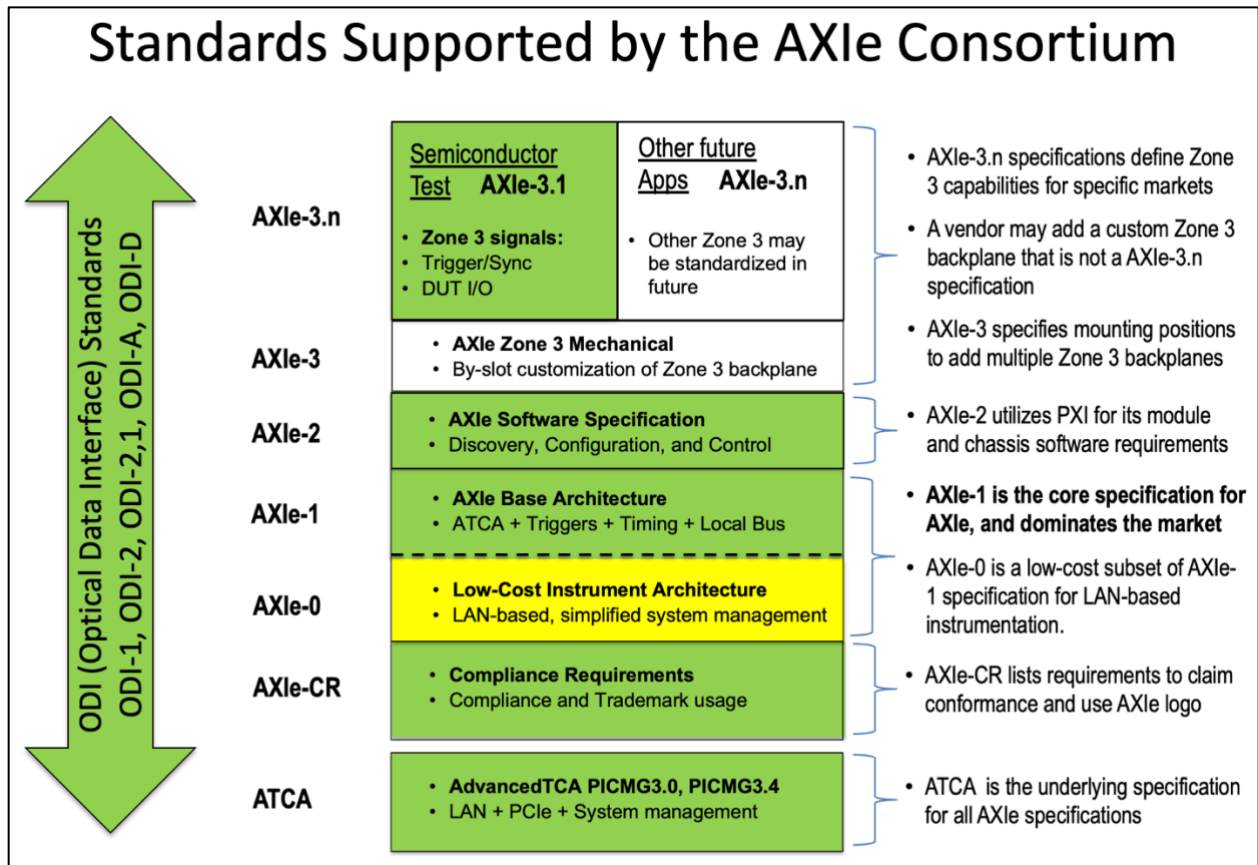 Standards Supported by the AXIe Consortium
ODI (Optical Data Interface) Standards
ODI-1, ODI-2, ODI-2,1, ODI-A, ODI-D
AXIe-3.n
Semiconductor
Test AXIe-3.1
• Zone 3 signals:
• Trigger/Sync
• DUT I/O
Other future
Apps AXIe-3.n
• Other Zone 3 may
be standardized in
future
• AXIe-3.n specifications define Zone
3 capabilities for specific markets
• A vendor may add a custom Zone 3
backplane that is not a AXIe-3.n
specification
• AXIe-3 specifies mounting positions
to add multiple Zone 3 backplanes
AXIe-3
• AXIe Zone 3 Mechanical
• By-slot customization of Zone 3 backplane
AXIe-2
• AXIe Software Specification
• Discovery, Configuration, and Control
• AXIe-2 utilizes PXI for its module
and chassis software requirements
AXIe-1
• AXIe Base Architecture
• ATCA + Triggers + Timing + Local Bus
• AXIe-1 is the core specification for
AXIe, and dominates the market
AXIe-0
• Low-Cost Instrument Architecture
• LAN-based, simplified system management
• AXIe-0 is a low-cost subset of AXIe-
1 specification for LAN-based
instrumentation.
AXIe-CR
• Compliance Requirements
• Compliance and Trademark usage
• AXIe-CR lists requirements to claim
conformance and use AXIe logo
ATCA
• AdvancedTCA PICMG3.0, PICMG3.4
• LAN + PCIe + System management
• ATCA is the underlying specification
for all AXIe specifications